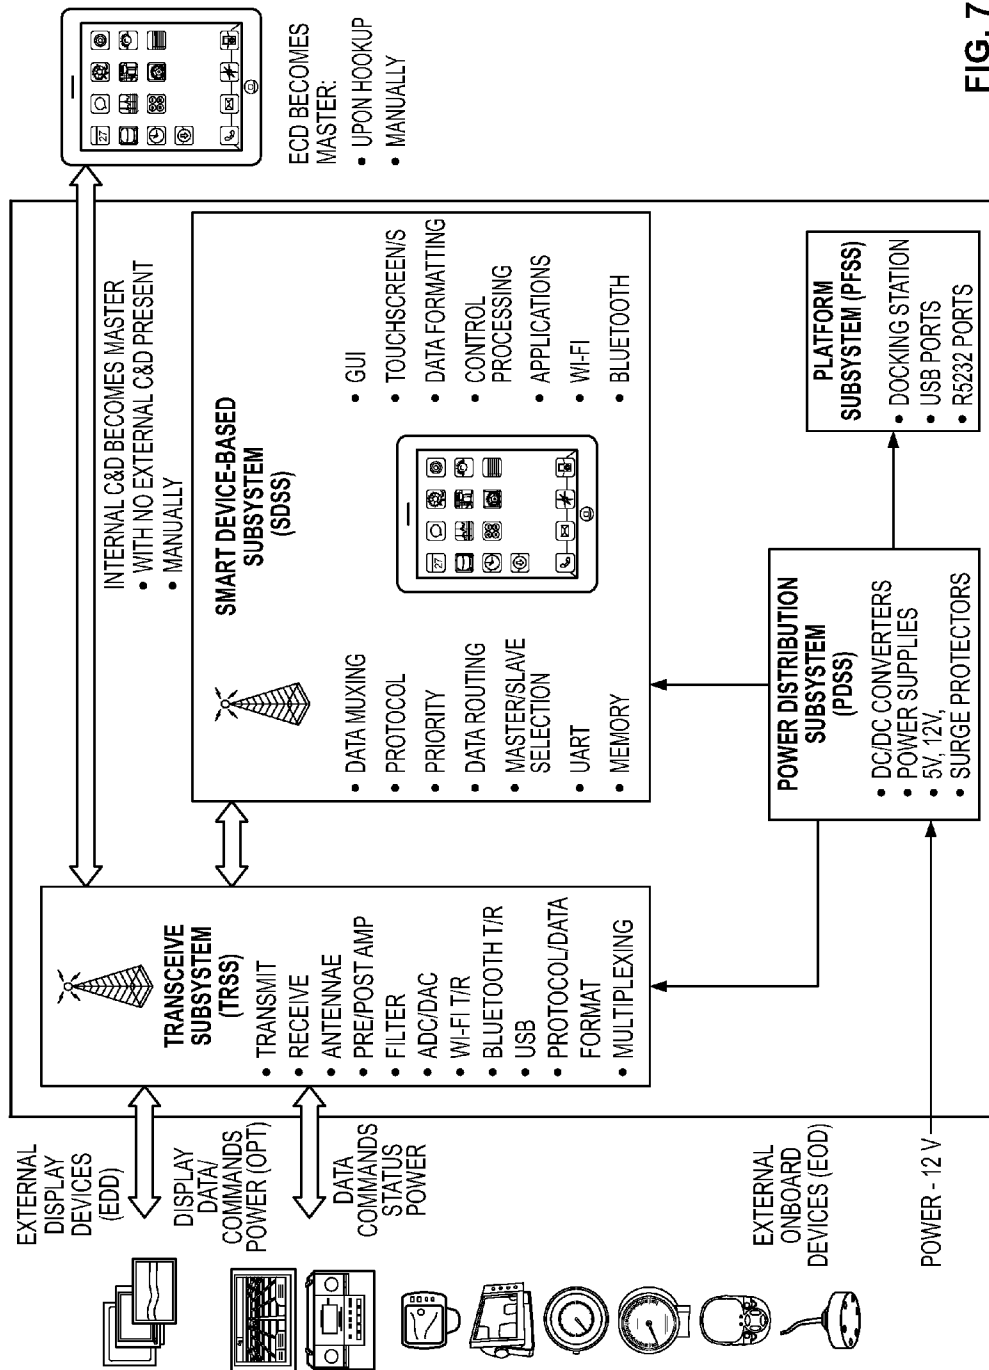 EXTERNAL
DISPLAY
DEVICES
(EDD)
DISPLAY
DATA/
COMMANDS
POWER (OPT)
DATA
COMMANDS
STATUS
POWER
EXTERNAL
ONBOARD
DEVICES (EOD)
POWER - 12 V
TRANSCEIVE
SUBSYSTEM
(TRSS)
• TRANSMIT
• RECEIVE
• ANTENNAE
• PRE/POST AMP
• FILTER
• ADC/DAC
• WI-FI T/R
• BLUETOOTH T/R
• USB
• PROTOCOL/DATA
FORMAT
• MULTIPLEXING
INTERNAL C&D BECOMES MASTER
• WITH NO EXTERNAL C&D PRESENT
• MANUALLY
SMART DEVICE-BASED
SUBSYSTEM
(SDSS)
• DATA MUXING
• PROTOCOL
• PRIORITY
• DATA ROUTING
• MASTER/SLAVE
SELECTION
• UART
• MEMORY
27
• GUI
• TOUCHSCREEN/S
• DATA FORMATTING
• CONTROL
PROCESSING
• APPLICATIONS
• WI-FI
• BLUETOOTH
POWER DISTRIBUTION
SUBSYSTEM
(PDSS)
• DC/DC CONVERTERS
• POWER SUPPLIES
• 5V, 12V,
• SURGE PROTECTORS
PLATFORM
SUBSYSTEM (PFSS)
• DOCKING STATION
• USB PORTS
• R5232 PORTS
27
ECD BECOMES
MASTER:
• UPON HOOKUP
• MANUALLY
FIG. 7